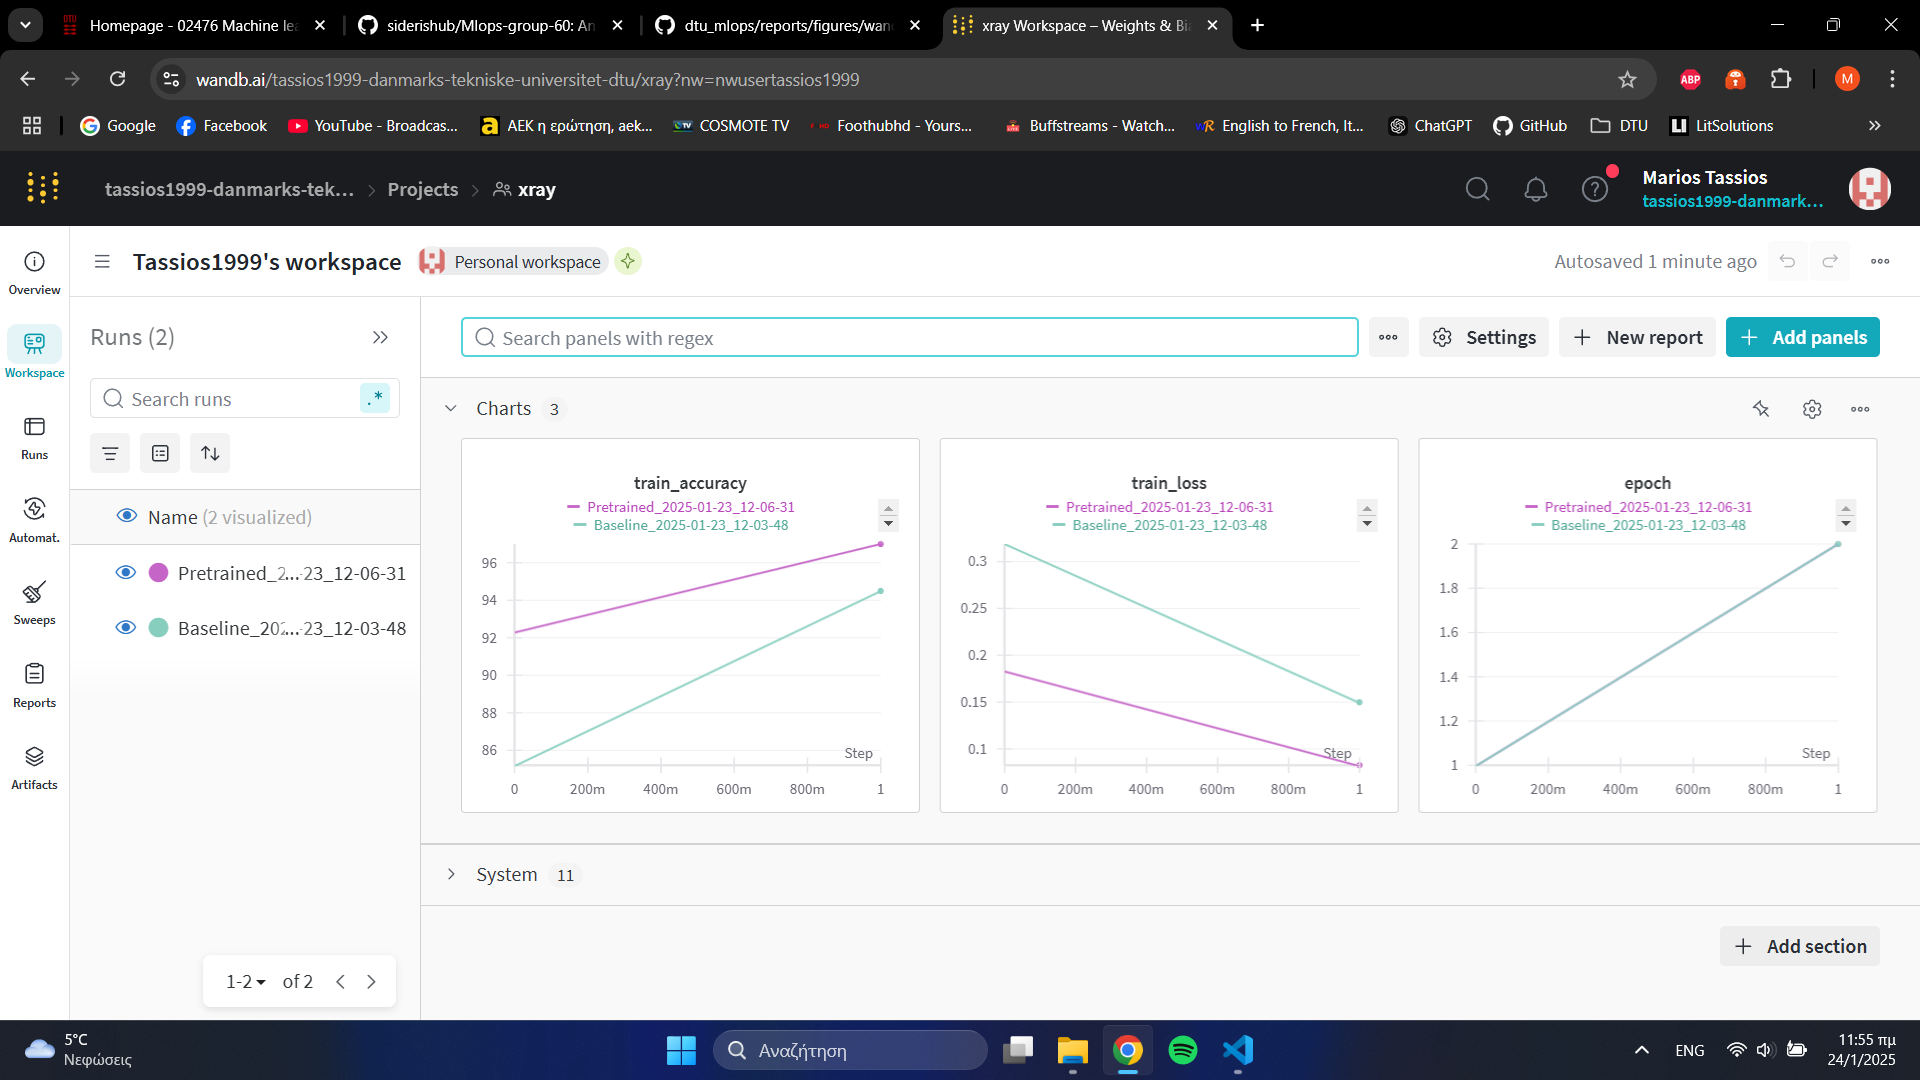 Homepage - 02476 Machine le
siderishub/Mlops-group-60: An
dtu_mlops/reports/figures/wan
xray Workspace – Weights & Bi
wandb.ai/tassios1999-danmarks-tekniske-universitet-dtu/xray?nw=nwusertassios1999
ABP
M
Google
Facebook
YouTube - Broadcas...
ΑΕΚ η ερώτηση, aek...
COSMOTE TV
Foothubhd - Yours...
Buffstreams - Watch...
English to French, It...
ChatGPT
GitHub
DTU
LitSolutions
tassios1999-danmarks-tek...
Projects
xray
Marios Tassios
tassios1999-danmark...
Overview
Workspace
Runs
Automat.
Sweeps
Reports
Artifacts
Tassios1999's workspace
Personal workspace
Autosaved 1 minute ago
Runs (2)
Search runs
.*
Name (2 visualized)
Pretrained_2...-23_12-06-31
Baseline_202...-23_12-03-48
1-2 of 2
Search panels with regex
Settings
New report
Add panels
Charts 3
train_accuracy
Pretrained_2025-01-23_12-06-31
Baseline_2025-01-23_12-03-48
96
94
92
90
88
86
Step
0 200m 400m 600m 800m 1
train_loss
Pretrained_2025-01-23_12-06-31
Baseline_2025-01-23_12-03-48
0.3
0.25
0.2
0.15
0.1
Step
0 200m 400m 600m 800m 1
epoch
Pretrained_2025-01-23_12-06-31
Baseline_2025-01-23_12-03-48
2
1.8
1.6
1.4
1.2
1
Step
0 200m 400m 600m 800m 1
System 11
Add section
5°C
Νεφώσεις
Αναζήτηση
ENG
11:55 πμ
24/1/2025